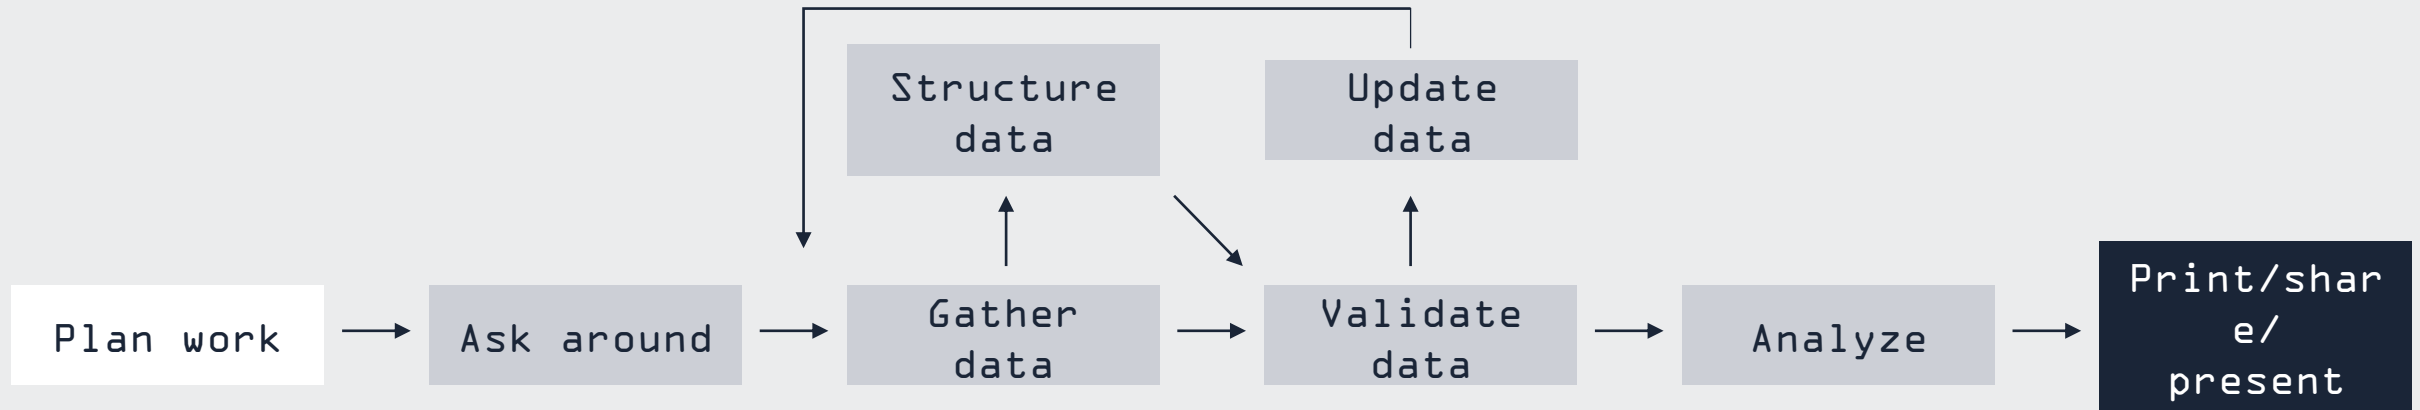 Structure
data
Update
data
Plan work
Ask around
Gather
data
Validate
data
Analyze
Print/shar
e/
present